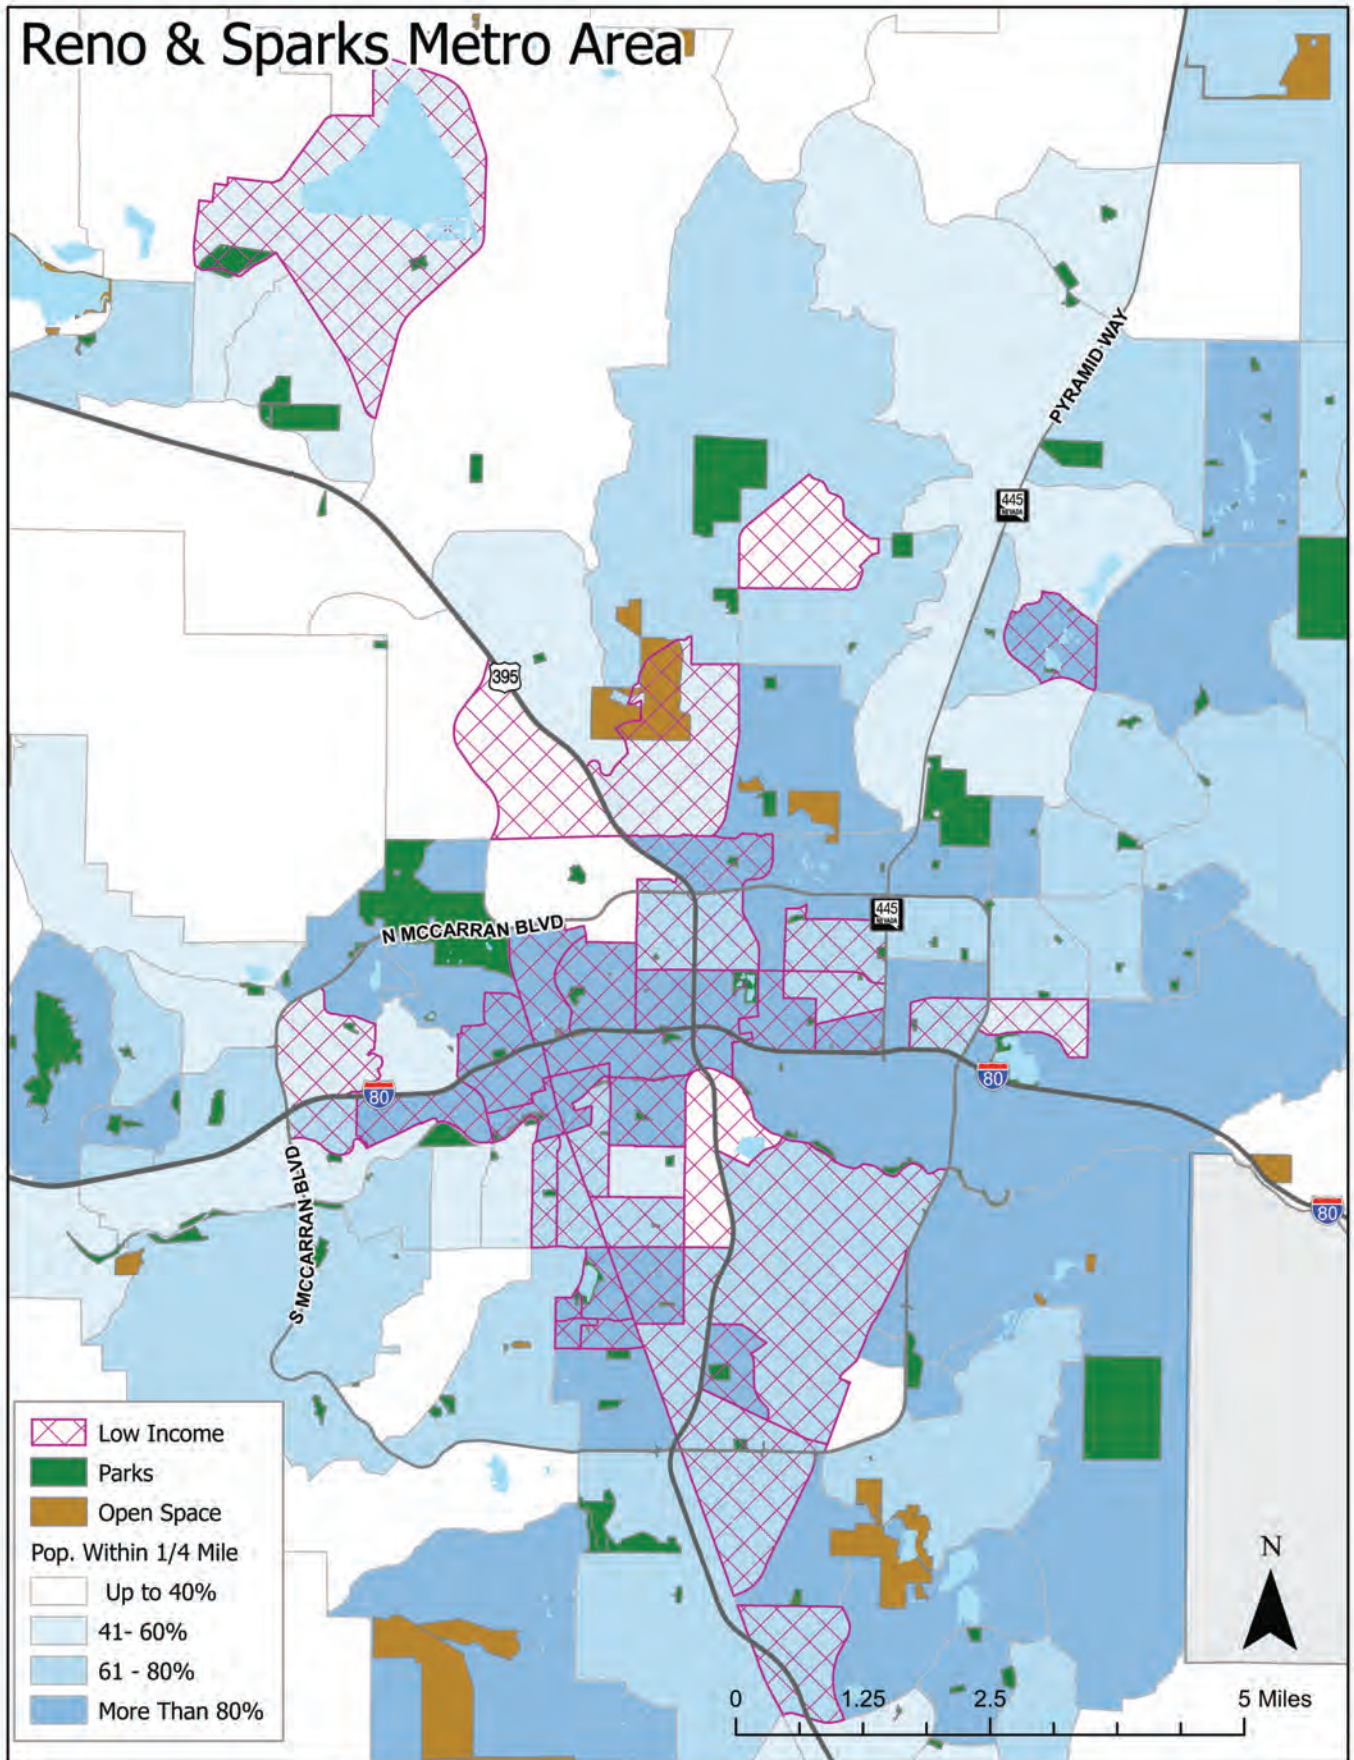 Reno & Sparks Metro Area
PYRAMID WAY
445
NEVADA
395
445
NEVADA
N MCCARRAN BLVD
80
80
S MCCARRAN BLVD
80
Low Income
Parks
Open Space
Pop. Within 1/4 Mile
Up to 40%
41- 60%
61 - 80%
More Than 80%
N
0 1.25 2.5 5 Miles